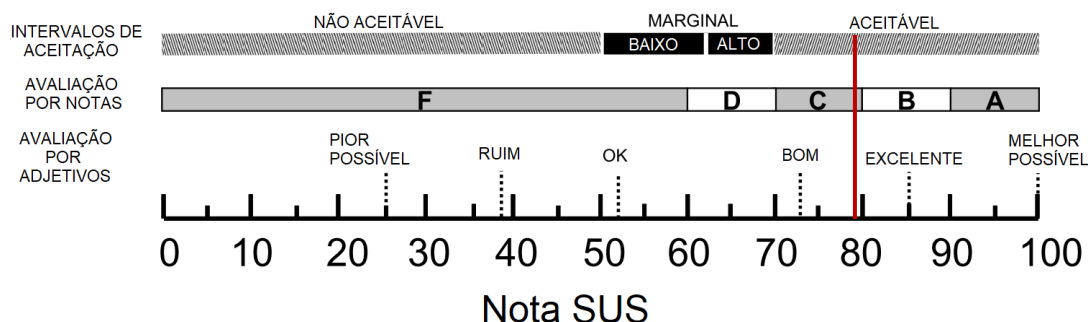 INTERVALOS DE
ACEITAÇÃO
NÃO ACEITÁVEL
MARGINAL
ACEITÁVEL
BAIXO
ALTO
AVALIAÇÃO
POR NOTAS
F
D
C
B
A
AVALIAÇÃO
POR
ADJETIVOS
PIOR
POSSÍVEL
RUIM
OK
BOM
EXCELENTE
MELHOR
POSSÍVEL
0 10 20 30 40 50 60 70 80 90 100
Nota SUS